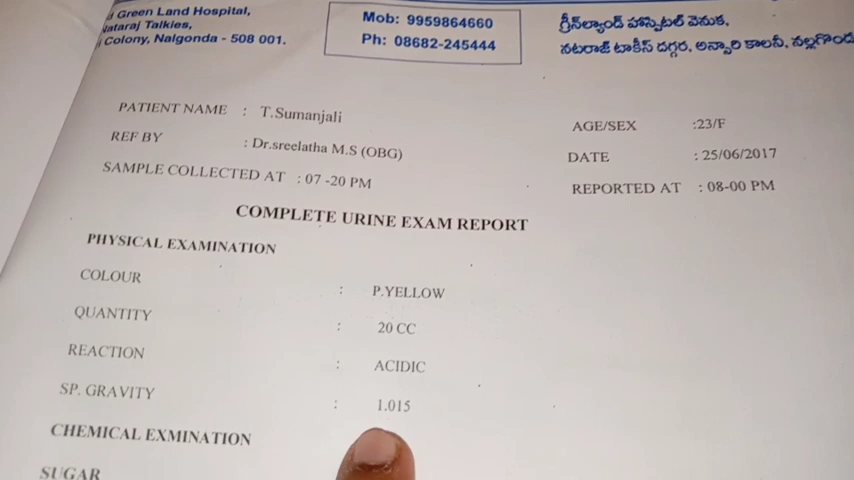 Green Land Hospital,
Nataraj Talkies,
Colony, Nalgonda - 508 001.
Mob: 9959864660
Ph: 08682-245444
గ్రీన్‌ల్యాండ్ హాస్పిటల్ వెనుక,
నటరాజ్ టాకీస్ దగ్గర, అన్సారి కాలనీ, నల్లగొండ
PATIENT NAME : T.Sumanjali
AGE/SEX :23/F
REF BY : Dr.sreelatha M.S (OBG)
DATE : 25/06/2017
SAMPLE COLLECTED AT : 07 -20 PM
REPORTED AT : 08-00 PM
COMPLETE URINE EXAM REPORT
PHYSICAL EXAMINATION
COLOUR : P.YELLOW
QUANTITY : 20 CC
REACTION : ACIDIC
SP. GRAVITY : 1.015
CHEMICAL EXMINATION
SUGAR